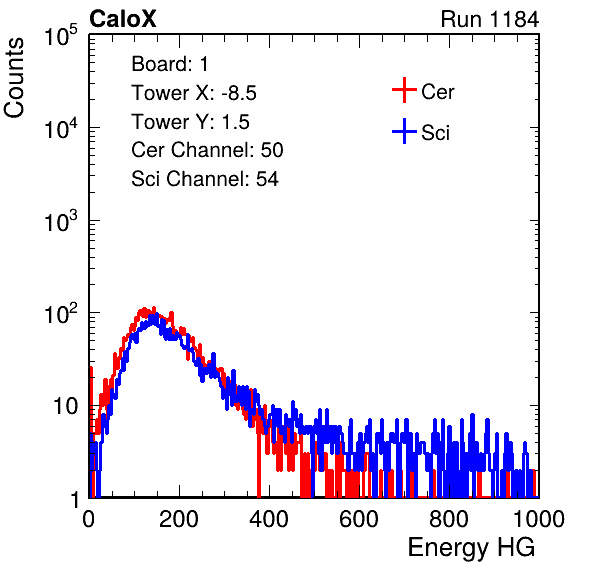 CaloX Run 1184
Counts
Board: 1
Tower X: -8.5
Tower Y: 1.5
Cer Channel: 50
Sci Channel: 54
Cer
Sci
10^5
10^4
10^3
10^2
10
1
0 200 400 600 800 1000
Energy HG